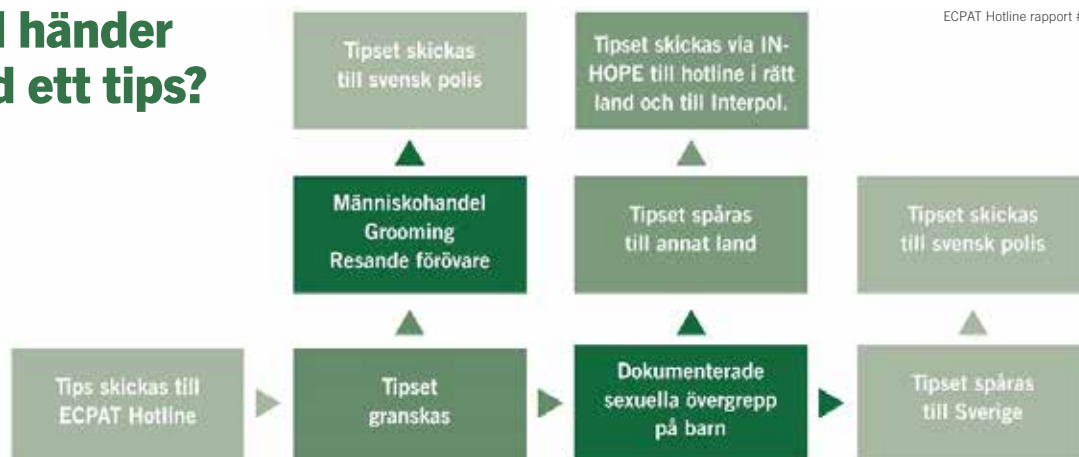 händer
ett tips?
ECPAT Hotline rapport #
Tipset skickas
till svensk polis
Tipset skickas via IN-
HOPE till hotline i rätt
land och till Interpol.
Människohandel
Grooming
Resande förövare
Tipset spåras
till annat land
Tipset skickas
till svensk polis
Tips skickas till
ECPAT Hotline
Tipset
granskas
Dokumenterade
sexuella övergrepp
på barn
Tipset spåras
till Sverige